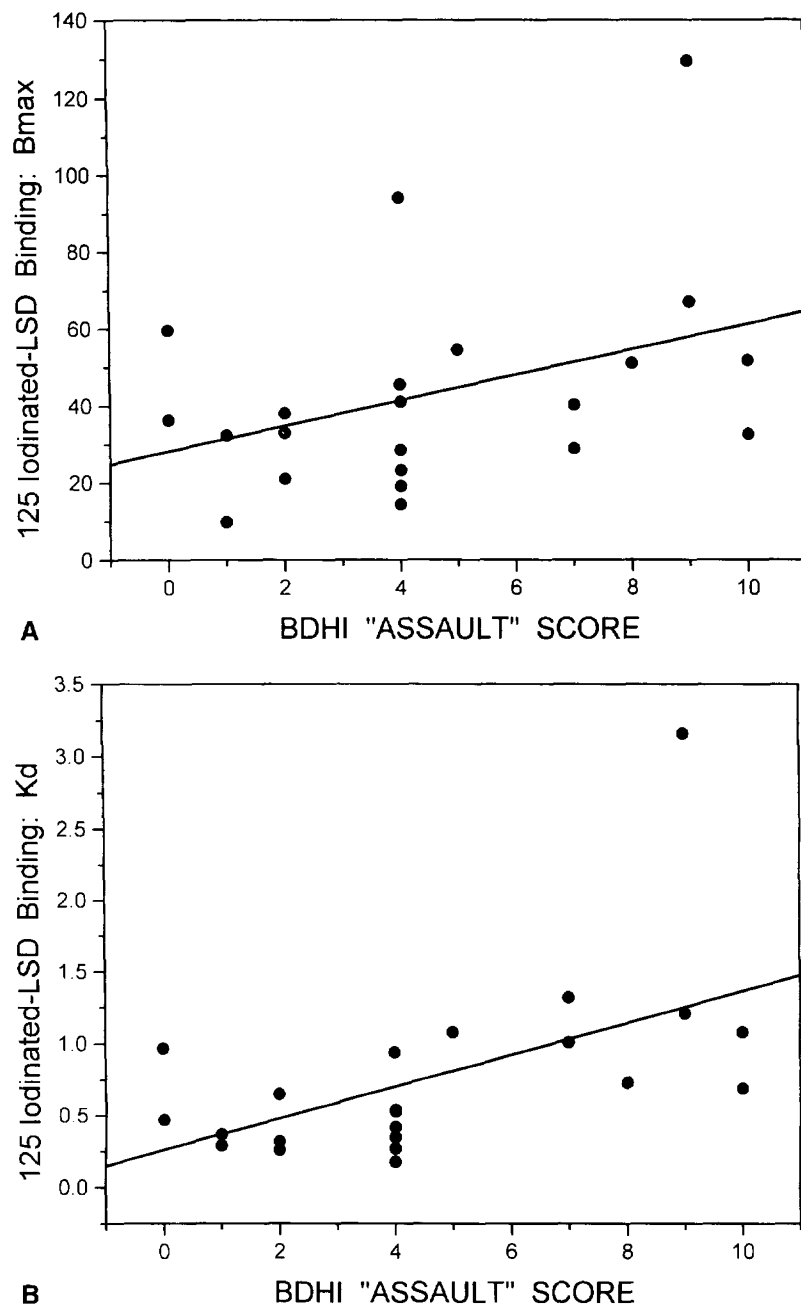 140
120
100
80
60
40
20
0
125 Iodinated-LSD Binding: Bmax
0 2 4 6 8 10
A
BDHI "ASSAULT" SCORE
3.5
3.0
2.5
2.0
1.5
1.0
0.5
0.0
125 Iodinated-LSD Binding: Kd
0 2 4 6 8 10
B
BDHI "ASSAULT" SCORE